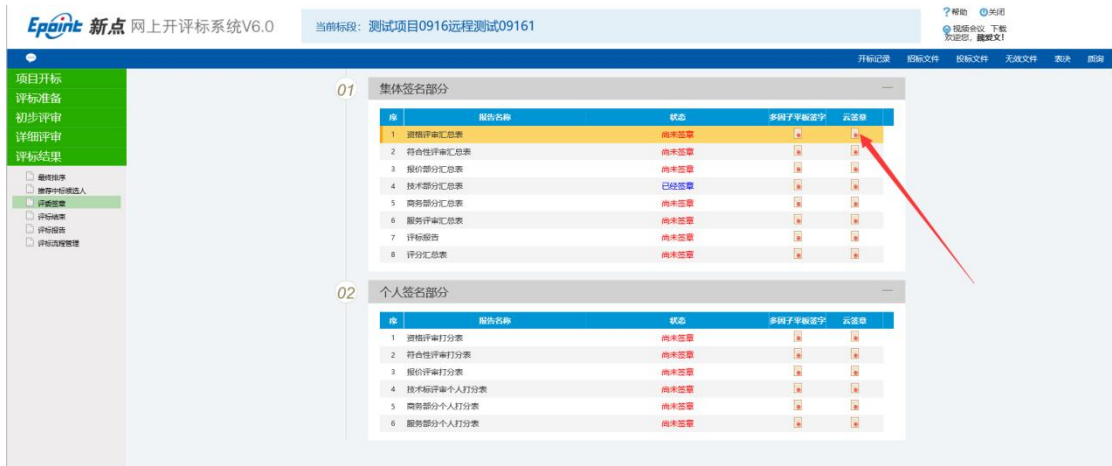 Epoint 新点 网上开评标系统V6.0
当前标段: 测试项目0916远程测试09161
?帮助 关闭
视频会议 下载
欢迎您,魏爱文!
开标记录 招标文件 投标文件 无效文件 表决 质询
项目开标
评标准备
初步评审
详细评审
评标结果
最终排序
推荐中标候选人
评委签章
评标结束
评标报告
评标流程管理
01 集体签名部分
序 报告名称 状态 多因子平板签字 云签章
1 资格评审汇总表 尚未签章
2 符合性评审汇总表 尚未签章
3 报价部分汇总表 尚未签章
4 技术部分汇总表 已经签章
5 商务部分汇总表 尚未签章
6 服务评审汇总表 尚未签章
7 评标报告 尚未签章
8 评分汇总表 尚未签章
02 个人签名部分
序 报告名称 状态 多因子平板签字 云签章
1 资格评审打分表 尚未签章
2 符合性评审打分表 尚未签章
3 报价评审打分表 尚未签章
4 技术标评审个人打分表 尚未签章
5 商务部分个人打分表 尚未签章
6 服务部分个人打分表 尚未签章